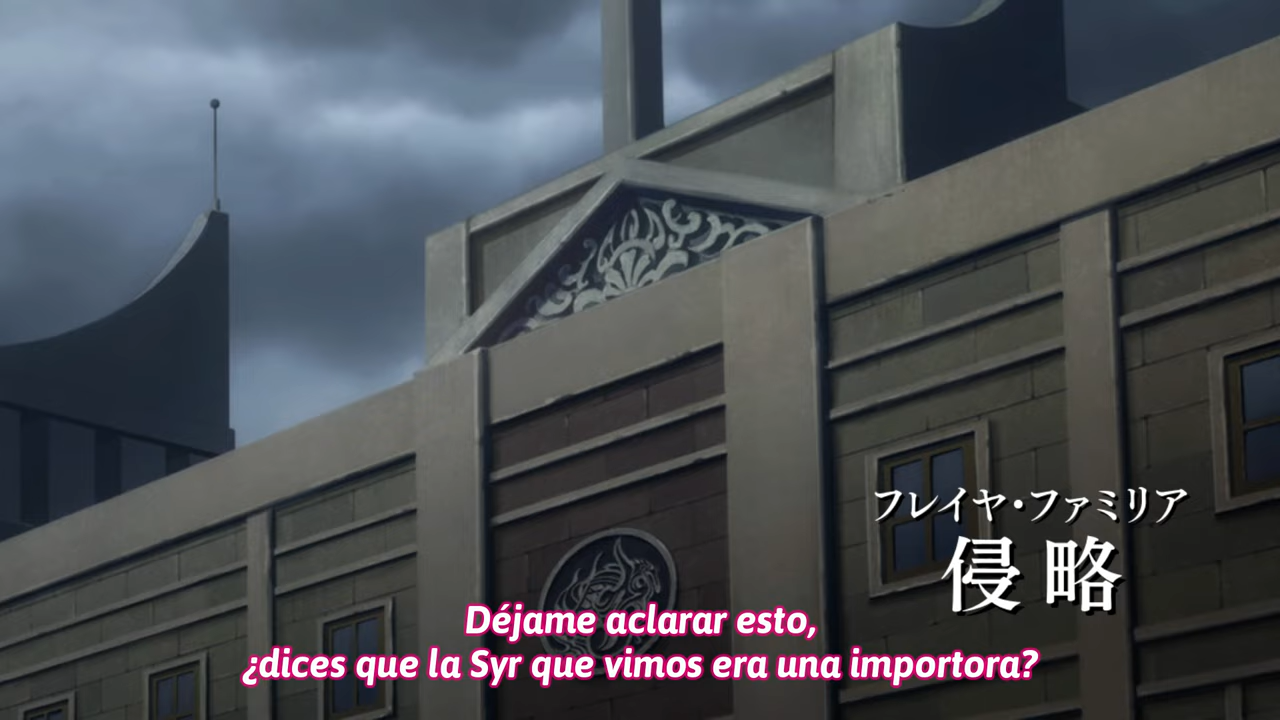 フレイヤ・ファミリア
侵略
Déjame aclarar esto,
¿dices que la Syr que vimos era una importora?